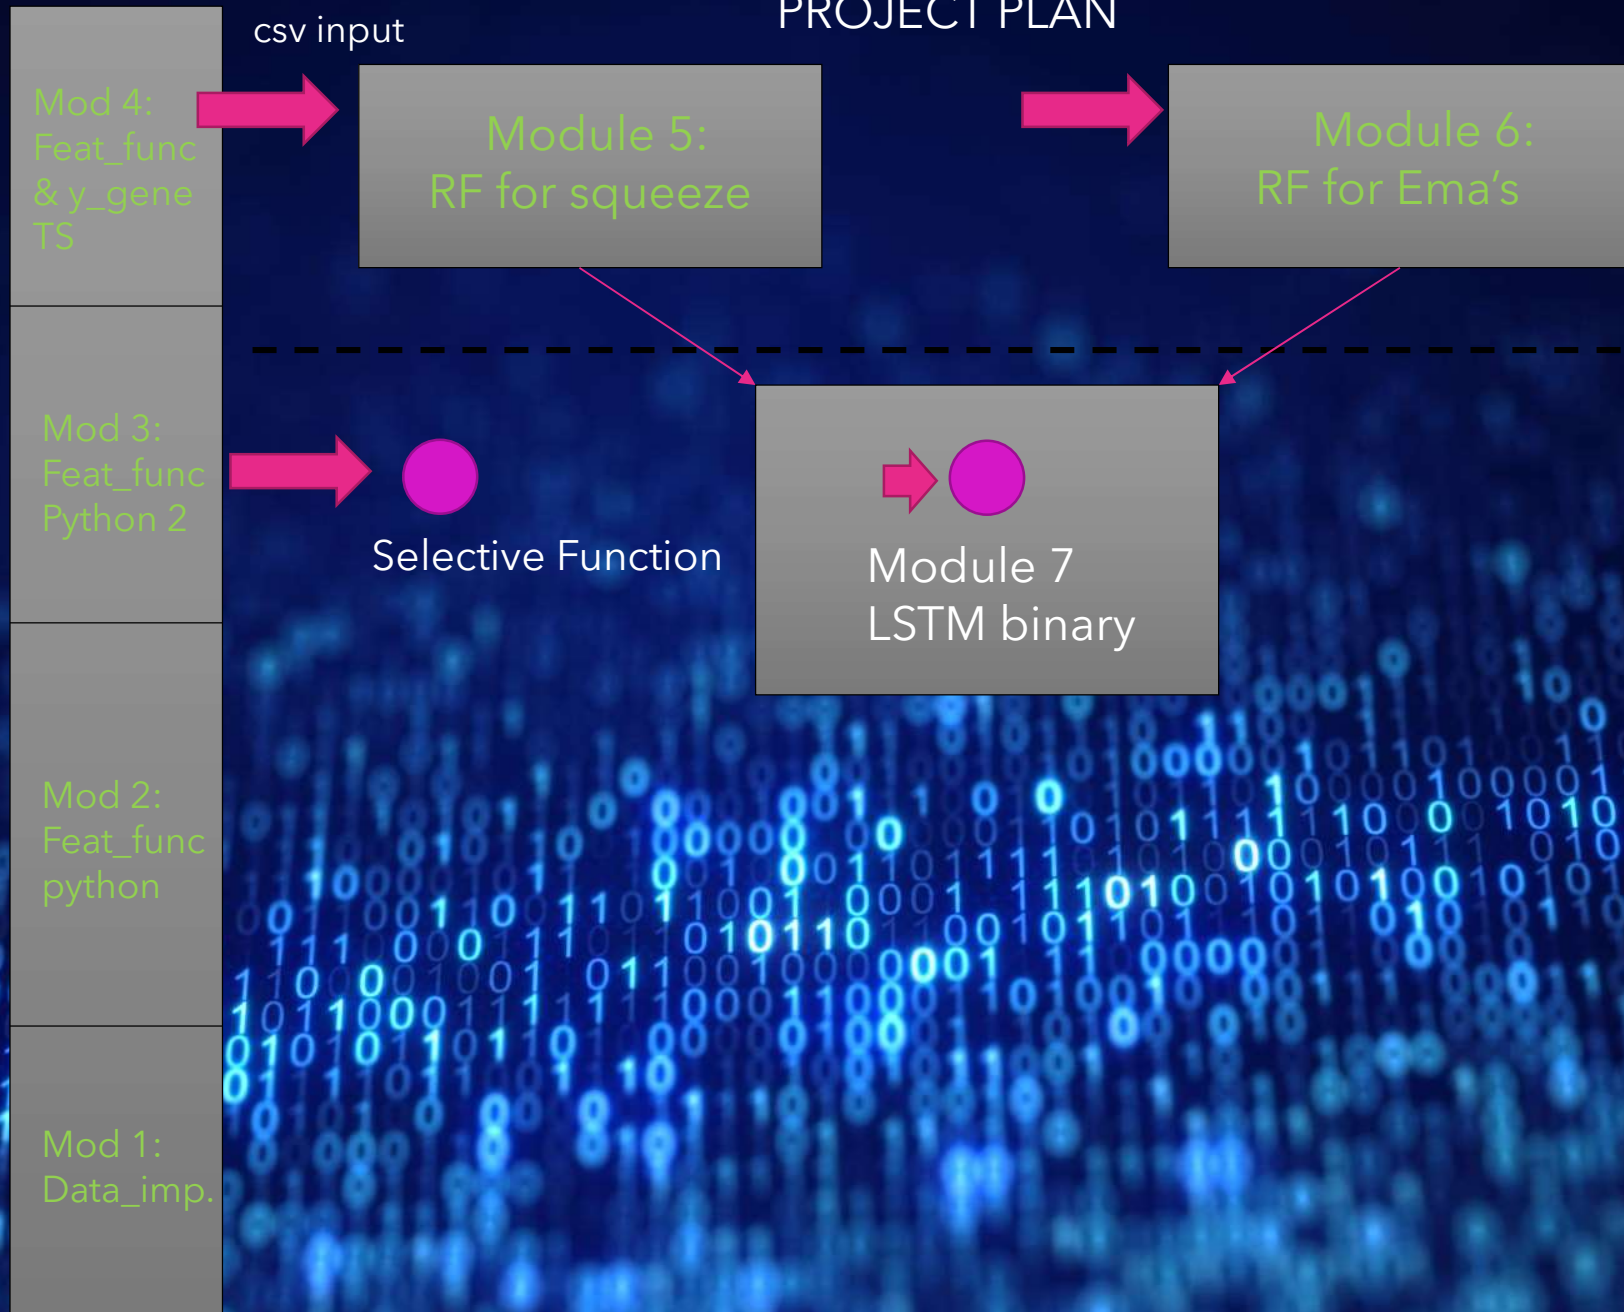 PROJECT PLAN
csv input
Mod 4:
Feat_func
& y_gene
TS
Module 5:
RF for squeeze
Module 6:
RF for Ema's
Mod 3:
Feat_func
Python 2
Selective Function
Module 7
LSTM binary
Mod 2:
Feat_func
python
Mod 1:
Data_imp.